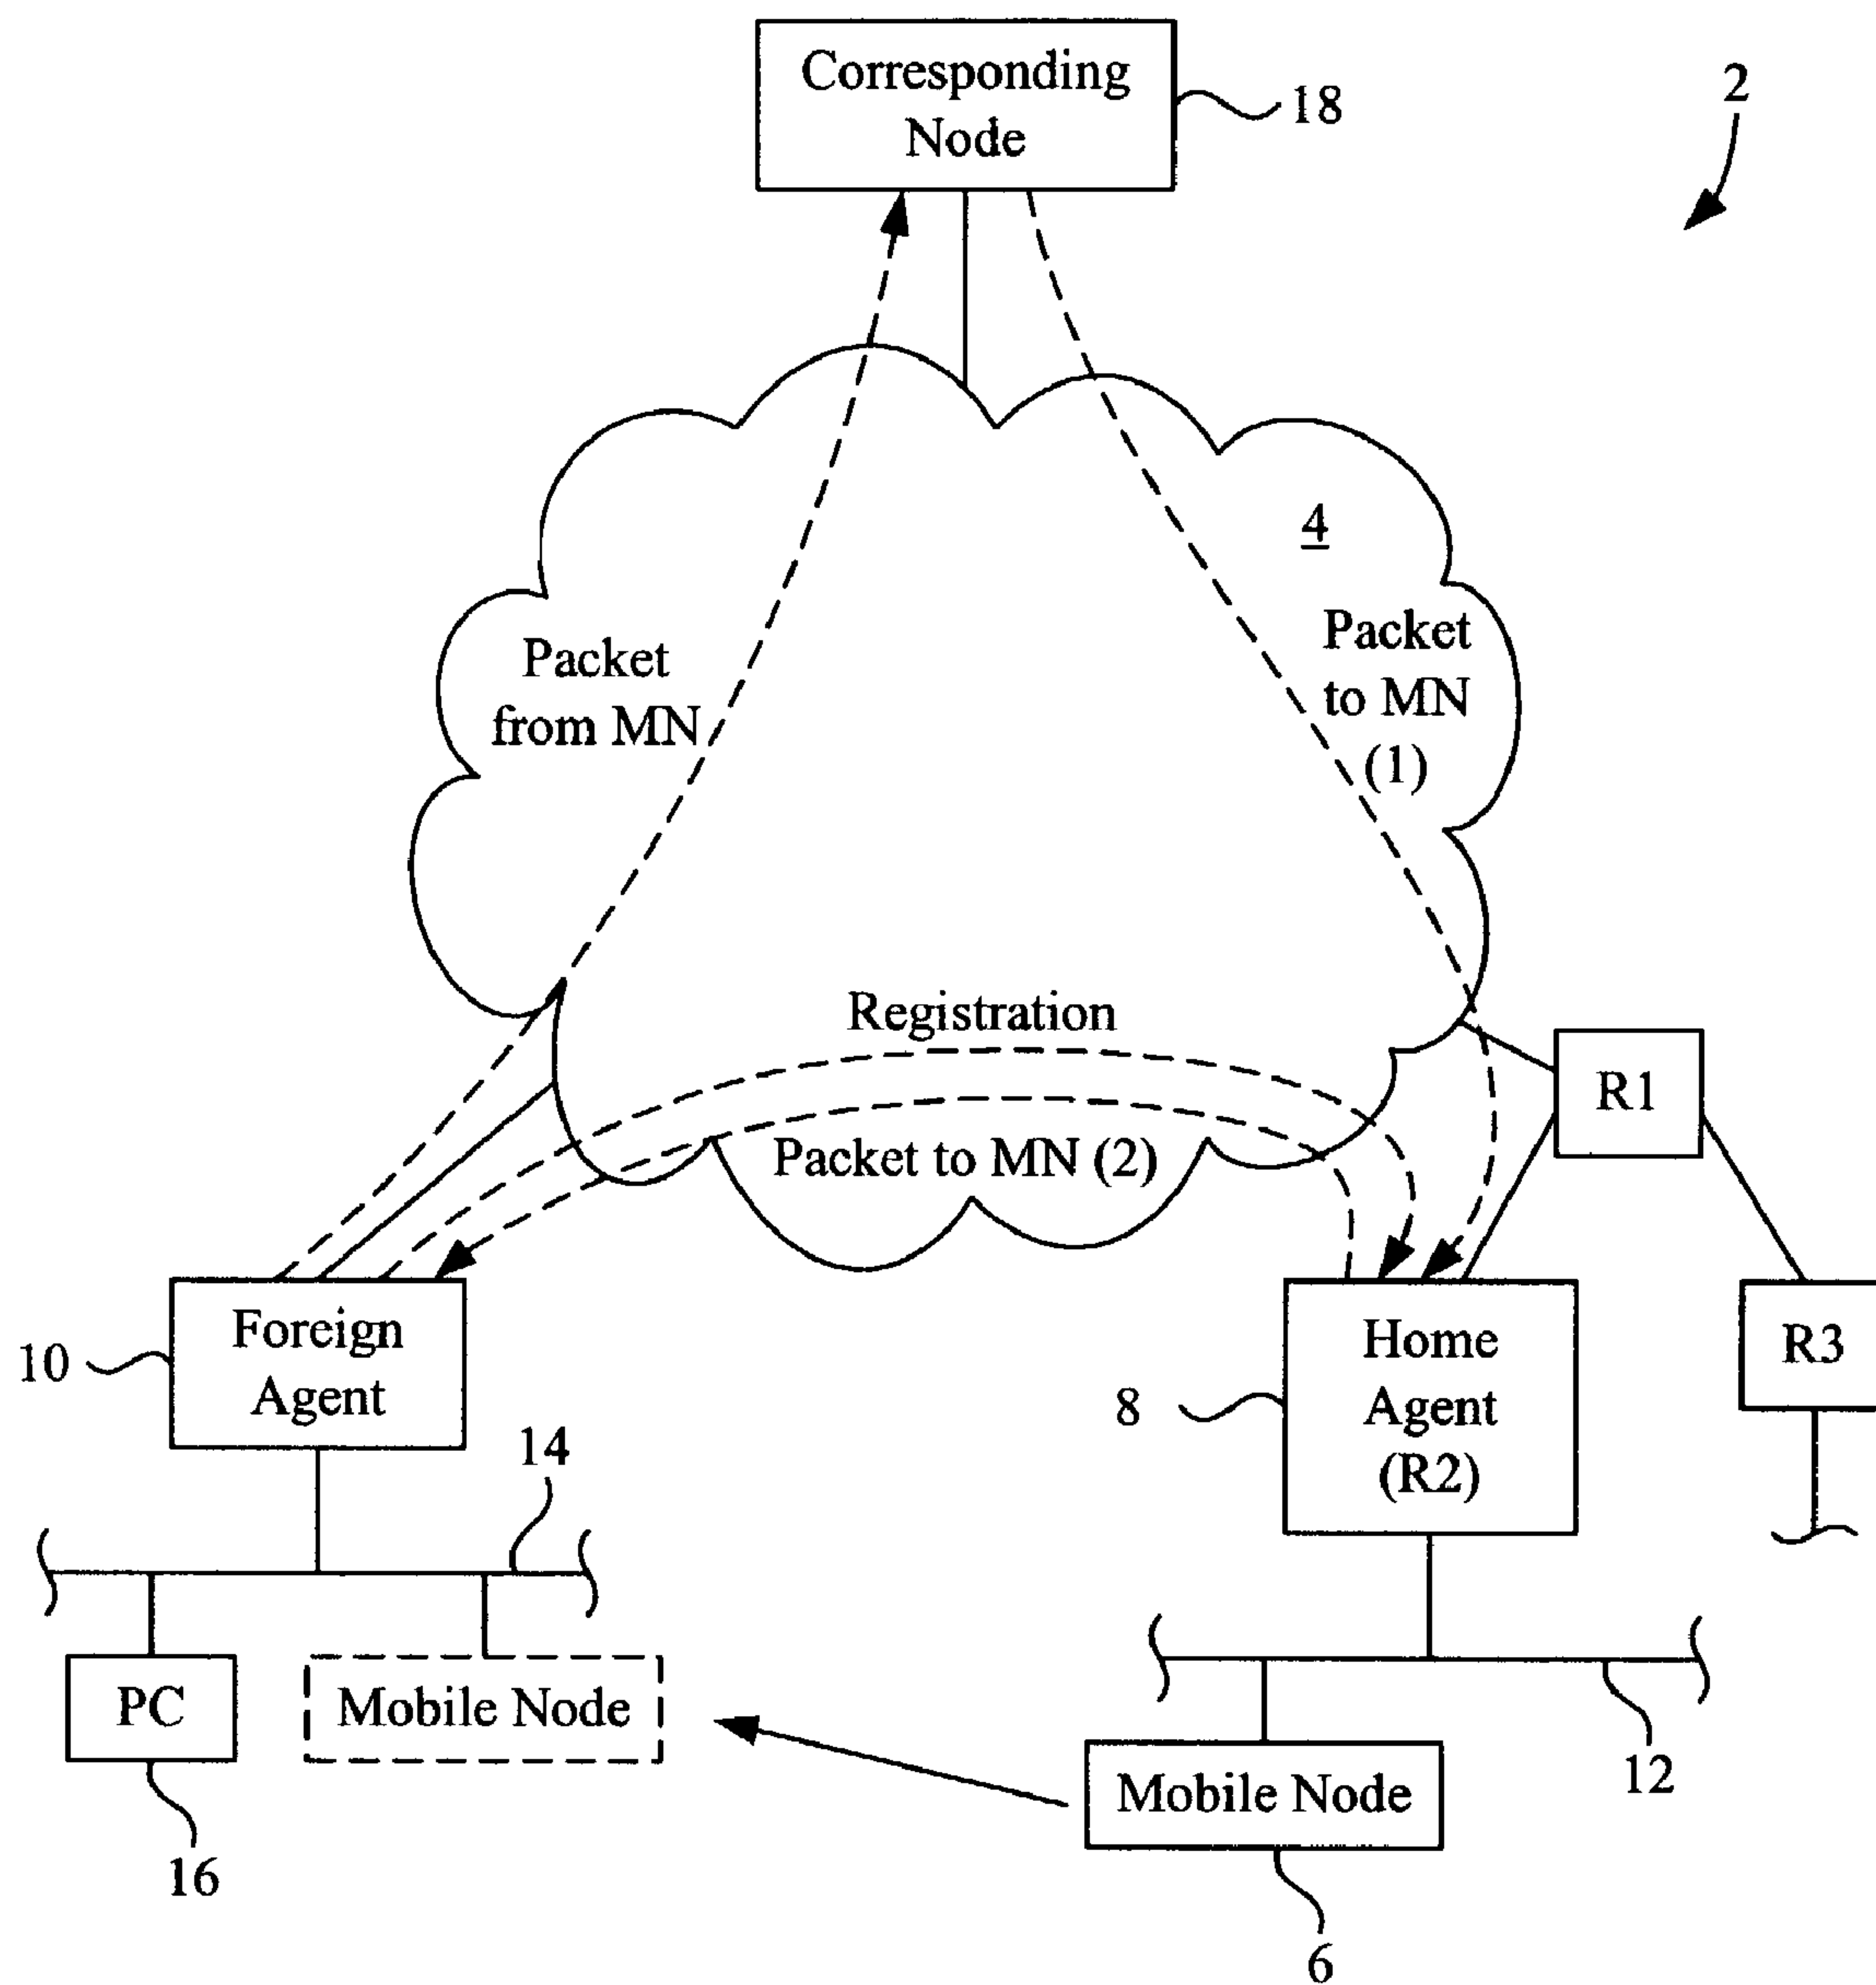 Corresponding
Node
18
2
4
Packet
to MN
(1)
Packet
from MN
Registration
Packet to MN (2)
R1
Foreign
Agent
10
Home
Agent
(R2)
8
R3
14
PC
Mobile Node
16
12
Mobile Node
6